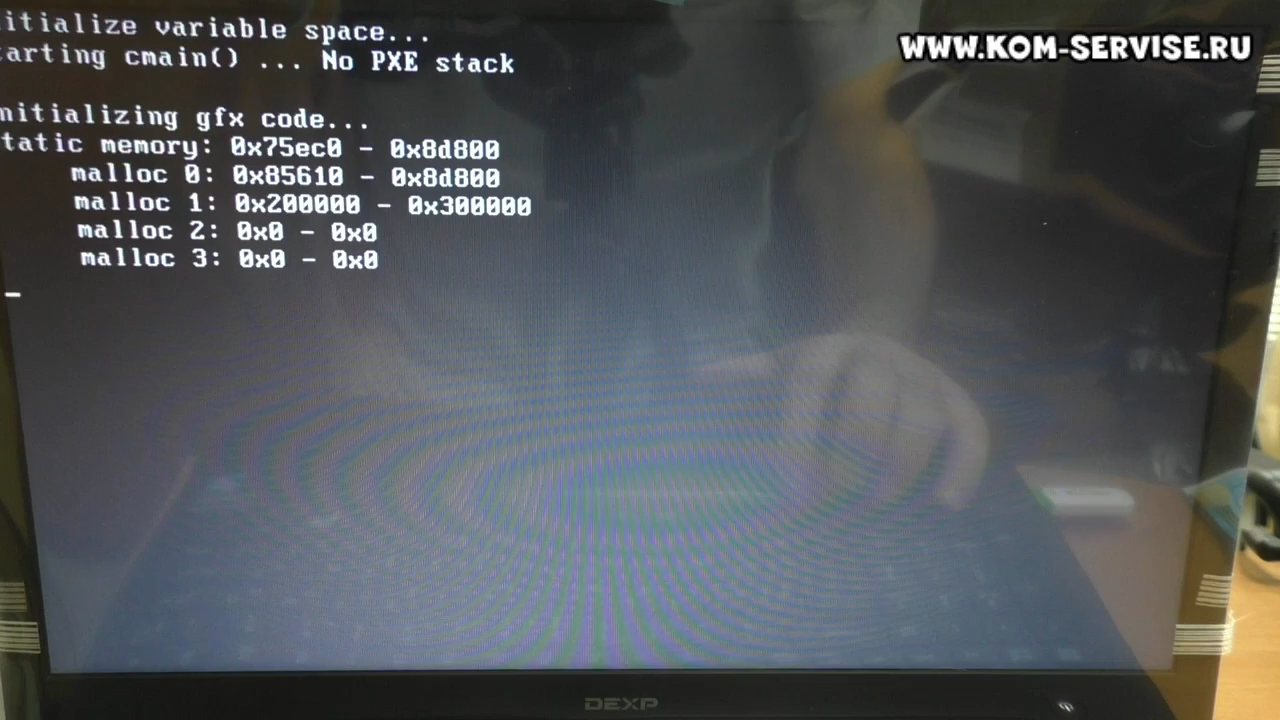 itialize variable space...
arting cmain() ... No PXE stack
nitializing gfx code...
tatic memory: 0x75ec0 - 0x8d800
malloc 0: 0x85610 - 0x8d800
malloc 1: 0x200000 - 0x300000
malloc 2: 0x0 - 0x0
malloc 3: 0x0 - 0x0
WWW.KOM-SERVISE.RU
DEXP